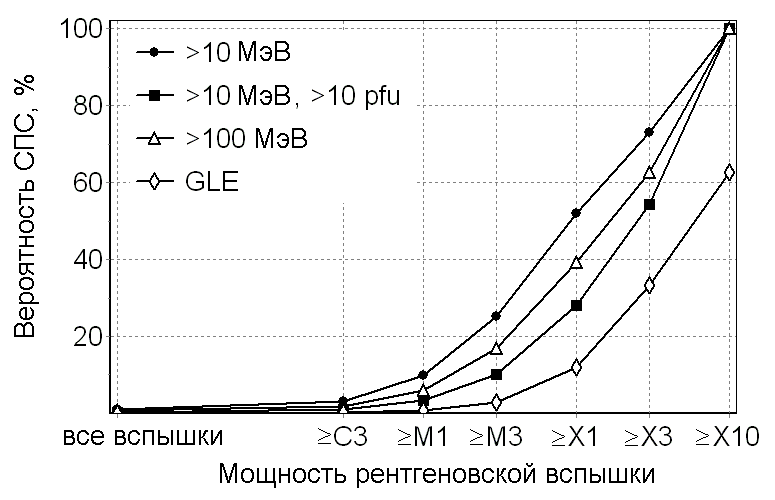 Вероятность СПС, %
100
80
60
40
20
>10 МэВ
>10 МэВ, >10 pfu
>100 МэВ
GLE
все вспышки ≥C3 ≥M1 ≥M3 ≥X1 ≥X3 ≥X10
Мощность рентгеновской вспышки